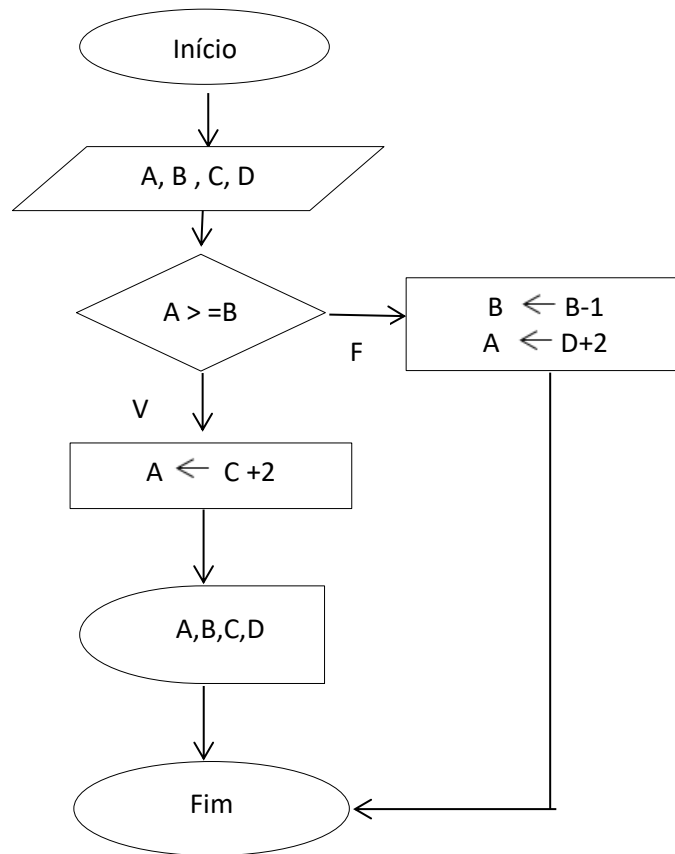 Início
A, B , C, D
A > =B
F
B ← B-1
A ← D+2
V
A ← C +2
A,B,C,D
Fim